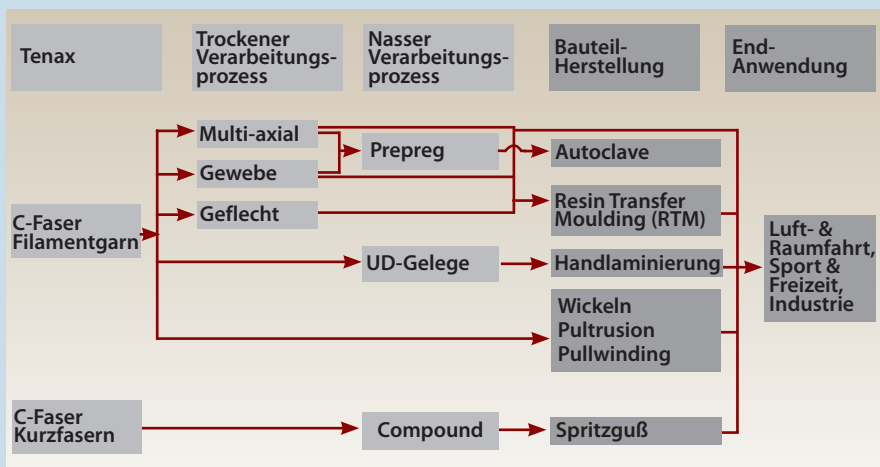 Tenax
Trockener
Verarbeitungs-
prozess
Nasser
Verarbeitungs-
prozess
Bauteil-
Herstellung
End-
Anwendung
Multi-axial
Gewebe
Geflecht
Prepreg
Autoclave
C-Faser
Filamentgarn
Resin Transfer
Moulding (RTM)
UD-Gelege
Handlaminierung
Wickeln
Pultrusion
Pullwinding
Luft- &
Raumfahrt,
Sport &
Freizeit,
Industrie
C-Faser
Kurzfasern
Compound
Spritzguß